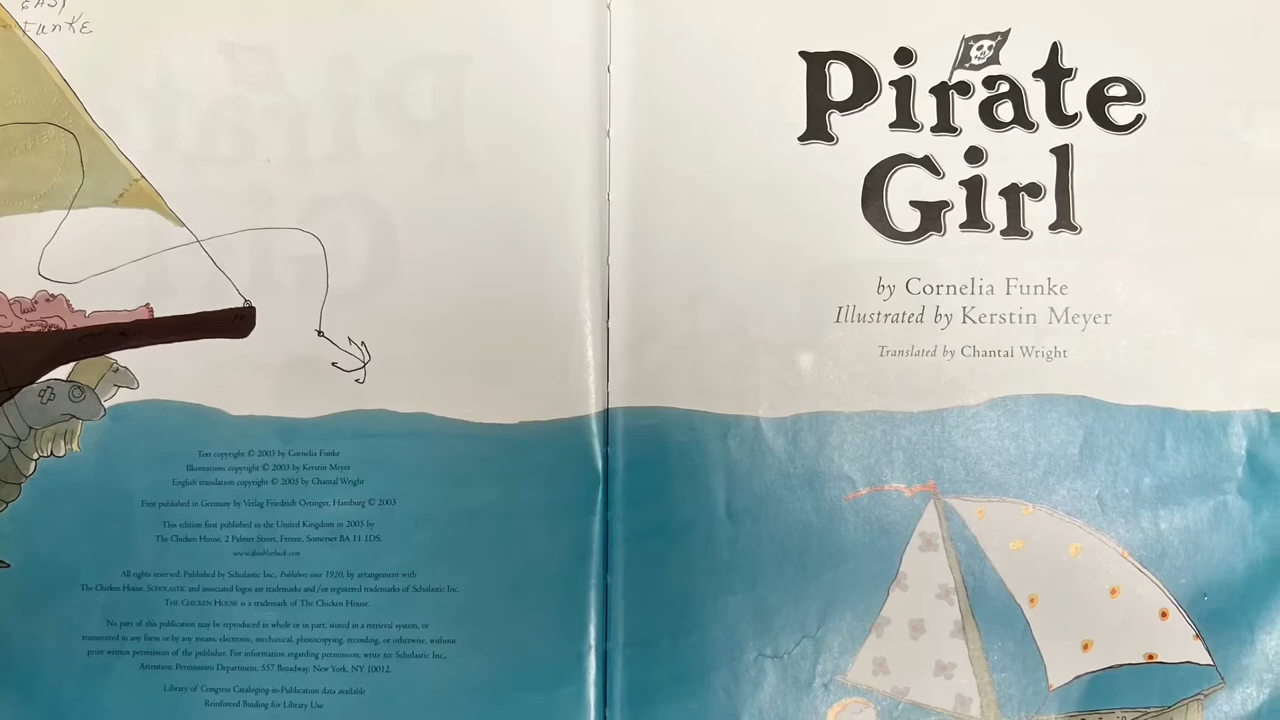 EASY
FUNKE
Text copyright © 2003 by Cornelia Funke
Illustrations copyright © 2003 by Kerstin Meyer
English translation copyright © 2005 by Chantal Wright
First published in Germany by Verlag Friedrich Oetinger, Hamburg © 2003
This edition first published in the United Kingdom in 2005 by
The Chicken House, 2 Palmer Street, Frome, Somerset BA 11 1DS.
www.doublecluck.com
All rights reserved. Published by Scholastic Inc., Publishers since 1920, by arrangement with
The Chicken House. SCHOLASTIC and associated logos are trademarks and/or registered trademarks of Scholastic Inc.
THE CHICKEN HOUSE is a trademark of The Chicken House.
No part of this publication may be reproduced in whole or in part, stored in a retrieval system, or
transmitted in any form or by any means: electronic, mechanical, photocopying, recording, or otherwise, without
print written permission of the publisher. For information regarding permission, write to: Scholastic Inc.,
Attention: Permissions Department, 557 Broadway, New York, NY 10012.
Library of Congress Cataloging-in-Publication data available
Reinforced Binding for Library Use
Pirate
Girl
by Cornelia Funke
Illustrated by Kerstin Meyer
Translated by Chantal Wright